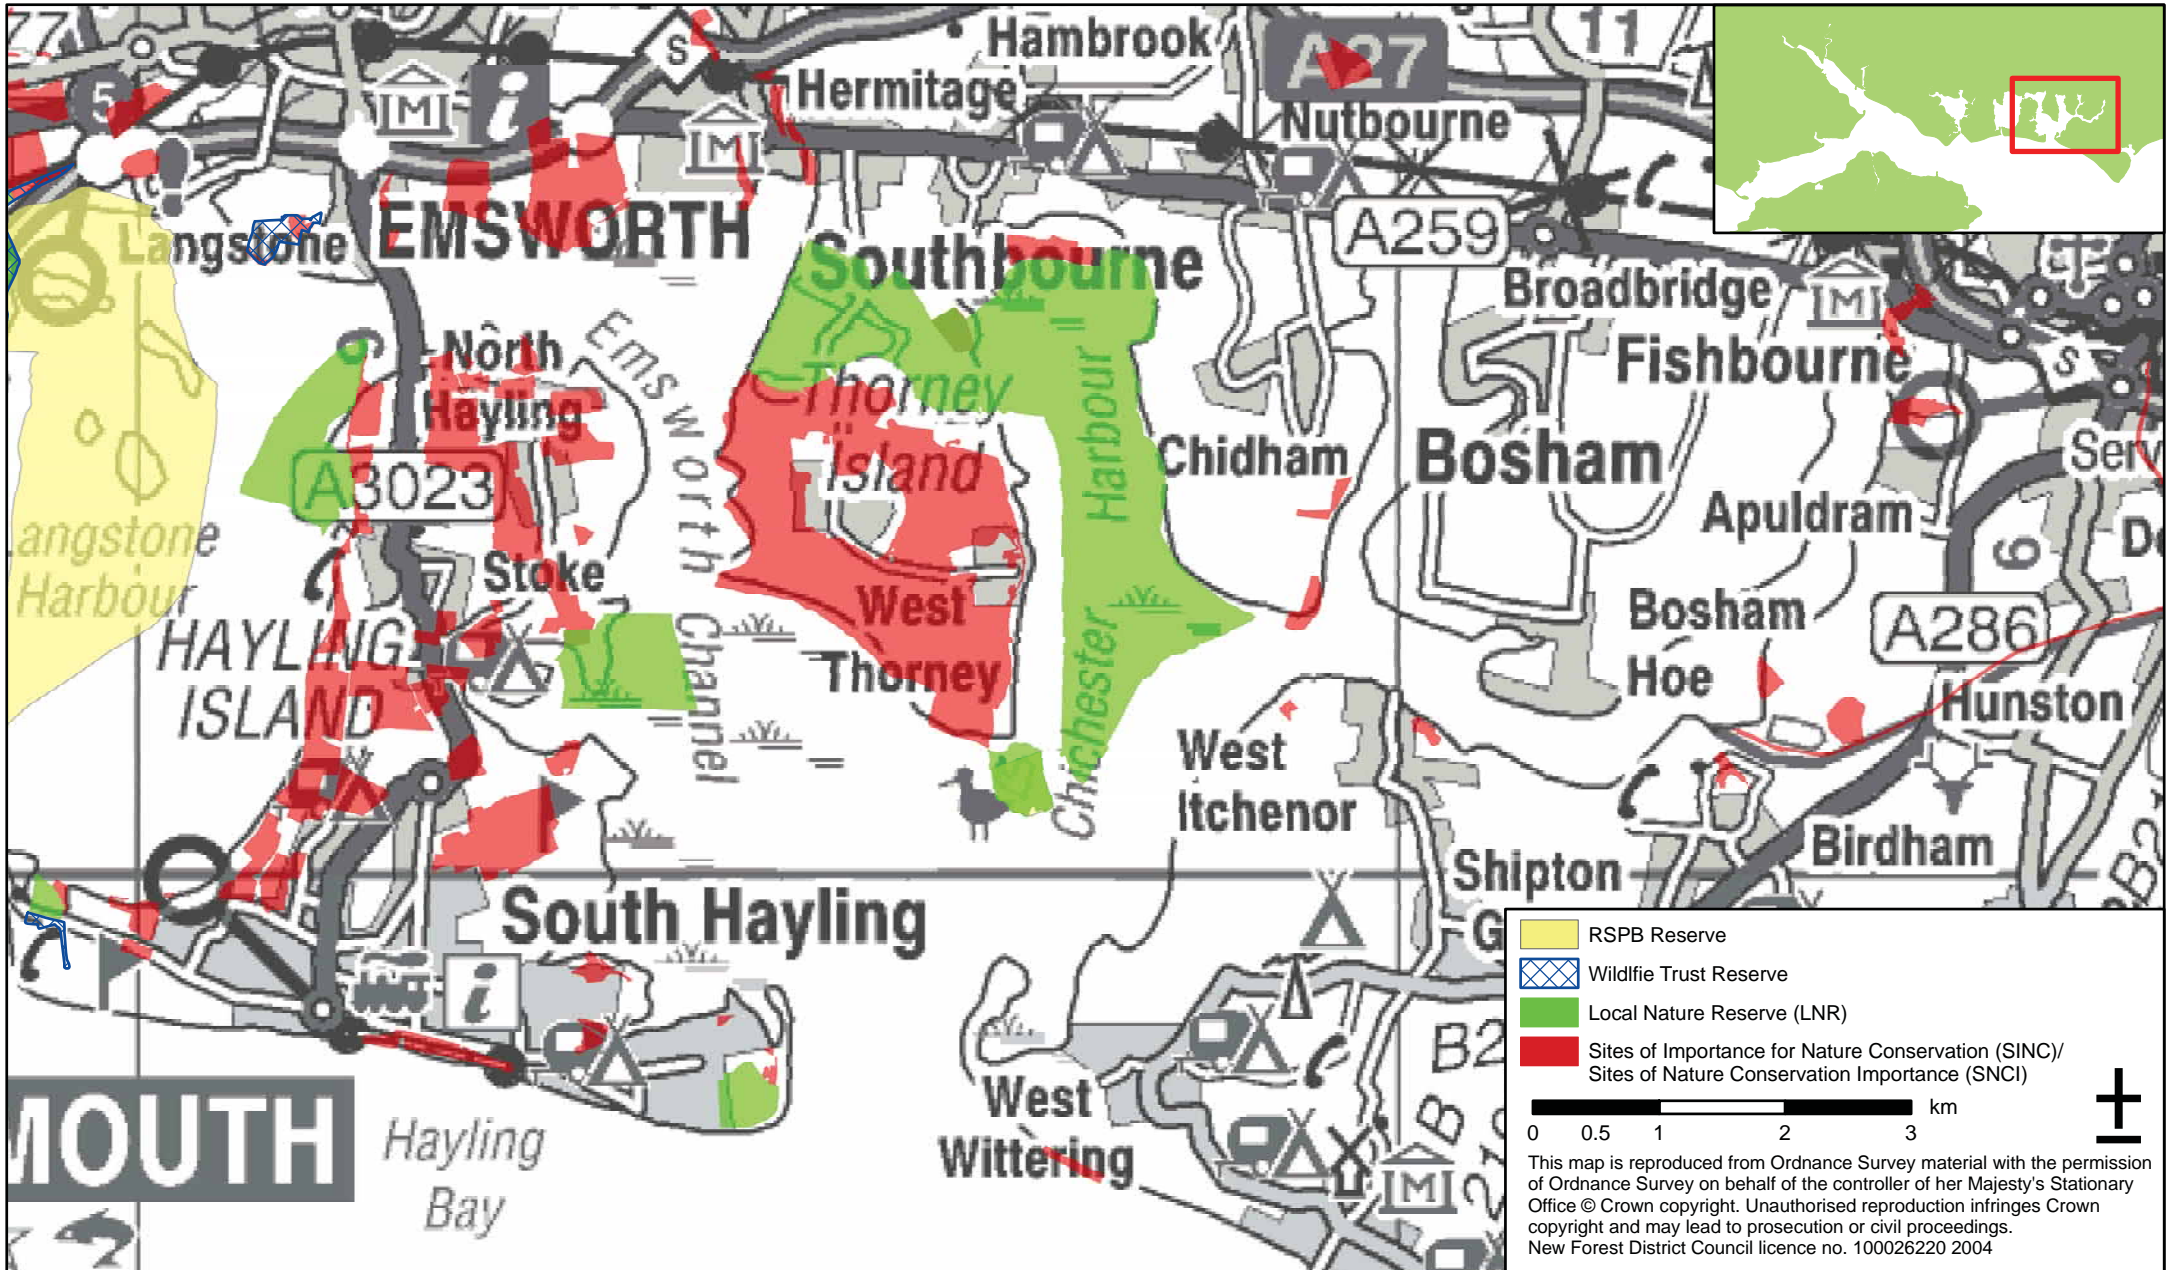 77
Hambrook
A27
11
S
5
M
i
Hermitage
M
Nutbourne
Langstone
EMSWORTH
Southbourne
A259
Broadbridge
M
Fishbourne
S
North
Hayling
Emsworth Channel
Thorney
Island
Chichester Harbour
Chidham
Bosham
Serv
A3023
Apuldram
angstone
Harbour
Stoke
West
Thorney
Bosham
Hoe
A286
HAYLING
ISLAND
Hunston
West
Itchenor
Birdham
Shipton
G
South Hayling
i
B2
MOUTH
Hayling
Bay
West
Wittering
M
RSPB Reserve
Wildlfie Trust Reserve
Local Nature Reserve (LNR)
Sites of Importance for Nature Conservation (SINC)/
Sites of Nature Conservation Importance (SNCI)
km
0 0.5 1 2 3
This map is reproduced from Ordnance Survey material with the permission
of Ordnance Survey on behalf of the controller of her Majesty's Stationary
Office © Crown copyright. Unauthorised reproduction infringes Crown
copyright and may lead to prosecution or civil proceedings.
New Forest District Council licence no. 100026220 2004